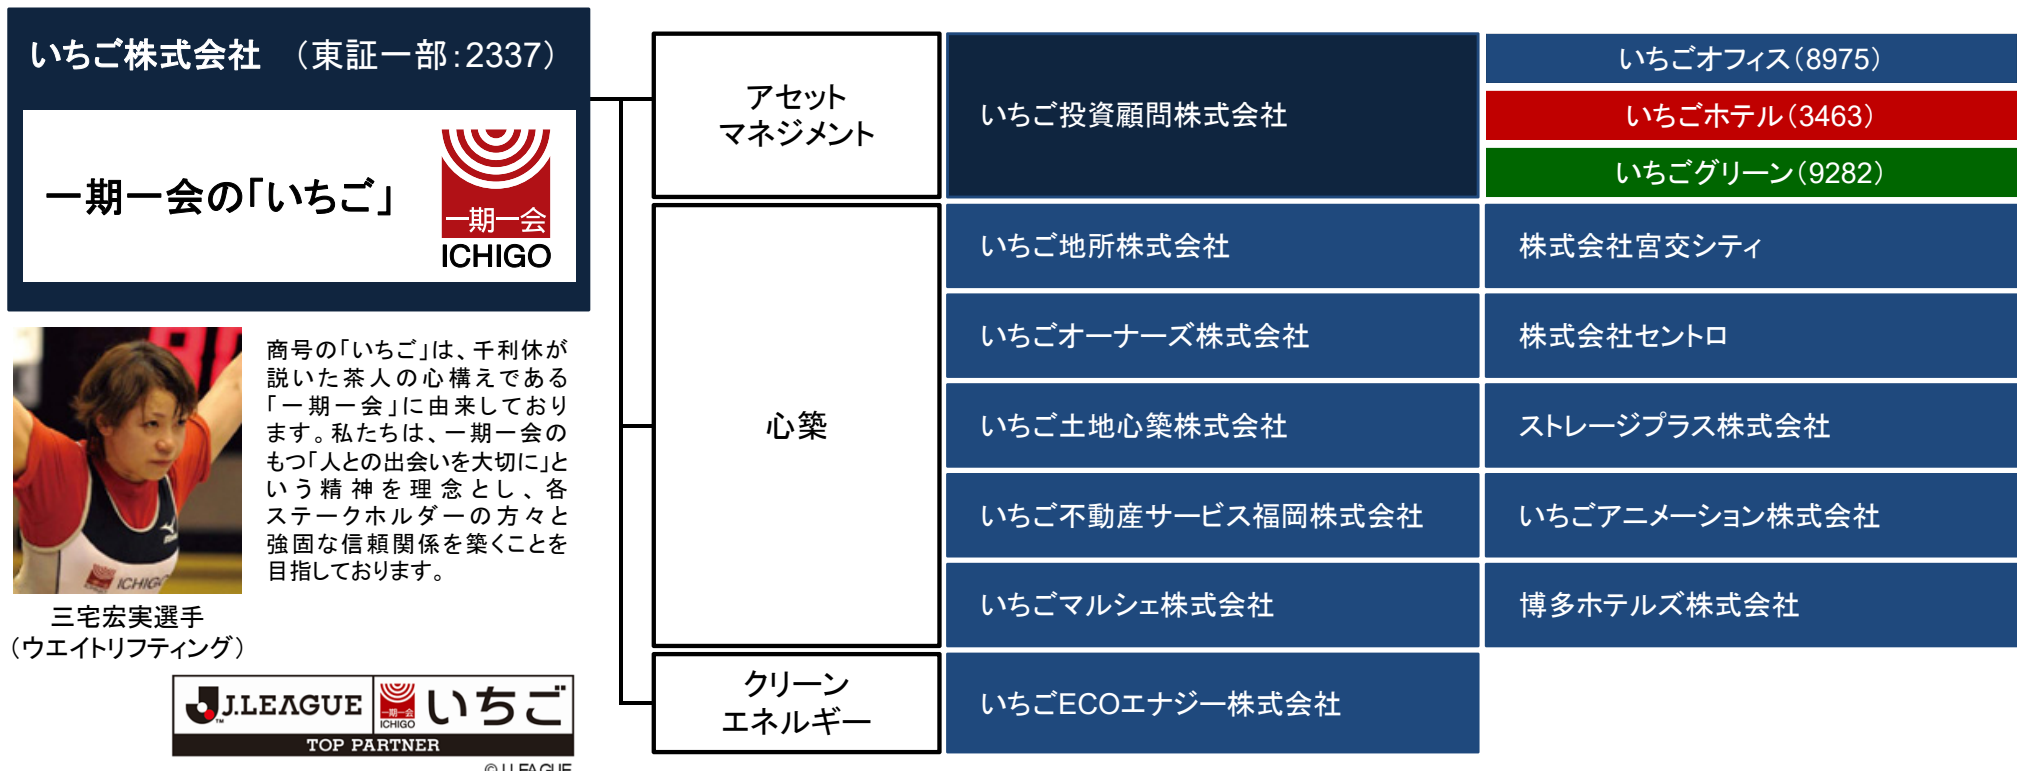 いちご株式会社 （東証一部：2337）
一期一会の「いちご」
一期一会
ICHIGO
商号の「いちご」は、千利休が
説いた茶人の心構えである
「一期一会」に由来しており
ます。私たちは、一期一会の
もつ「人との出会いを大切に」と
いう精神を理念とし、各
ステークホルダーの方々と
強固な信頼関係を築くことを
目指しております。
ICHIGO
三宅宏実選手
（ウエイトリフティング）
J.LEAGUE TM
一期一会
ICHIGO
いちご
TOP PARTNER
© J.LEAGUE
アセット
マネジメント
いちご投資顧問株式会社
いちごオフィス（8975）
いちごホテル（3463）
いちごグリーン（9282）
心築
いちご地所株式会社
株式会社宮交シティ
いちごオーナーズ株式会社
株式会社セントロ
いちご土地心築株式会社
ストレージプラス株式会社
いちご不動産サービス福岡株式会社
いちごアニメーション株式会社
いちごマルシェ株式会社
博多ホテルズ株式会社
クリーン
エネルギー
いちごECOエナジー株式会社